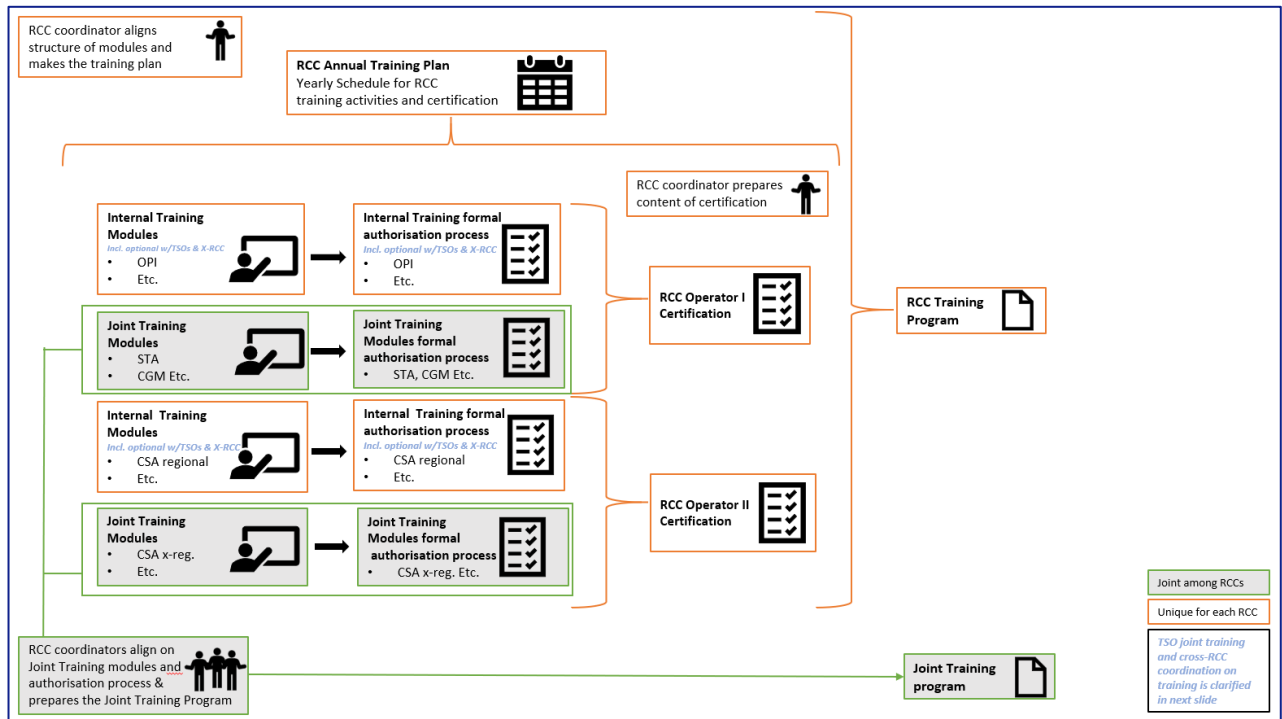 RCC coordinator aligns
structure of modules and
makes the training plan
RCC Annual Training Plan
Yearly Schedule for RCC
training activities and certification
RCC coordinator prepares
content of certification
Internal Training
Modules
Incl. optional w/TSOs & X-RCC
• OPI
• Etc.
Internal Training formal
authorisation process
Incl. optional w/TSOs & X-RCC
• OPI
• Etc.
Joint Training
Modules
• STA
• CGM Etc.
Joint Training
Modules formal
authorisation process
• STA, CGM Etc.
RCC Operator I
Certification
RCC Training
Program
Internal Training
Modules
Incl. optional w/TSOs & X-RCC
• CSA regional
• Etc.
Internal Training formal
authorisation process
Incl. optional w/TSOs & X-RCC
• CSA regional
• Etc.
Joint Training
Modules
• CSA x-reg.
• Etc.
Joint Training
Modules formal
authorisation process
• CSA x-reg. Etc.
RCC Operator II
Certification
RCC coordinators align on
Joint Training modules and
authorisation process &
prepares the Joint Training Program
Joint Training
program
Joint among RCCs
Unique for each RCC
TSO joint training
and cross-RCC
coordination on
training is clarified
in next slide